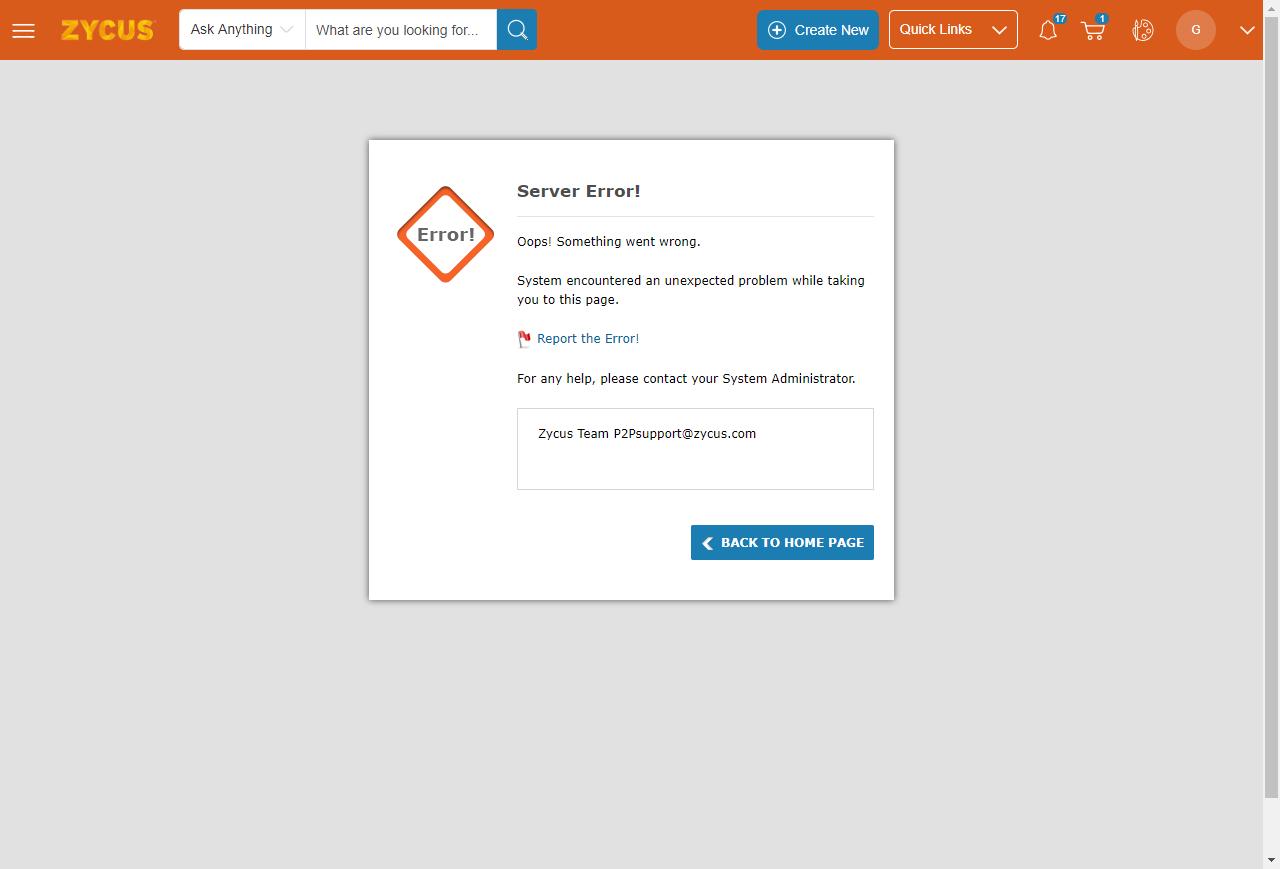 ZYCUS
Ask Anything
What are you looking for...
Create New
Quick Links
17
1
G
Error!
Server Error!
Oops! Something went wrong.
System encountered an unexpected problem while taking
you to this page.
Report the Error!
For any help, please contact your System Administrator.
Zycus Team P2Psupport@zycus.com
BACK TO HOME PAGE